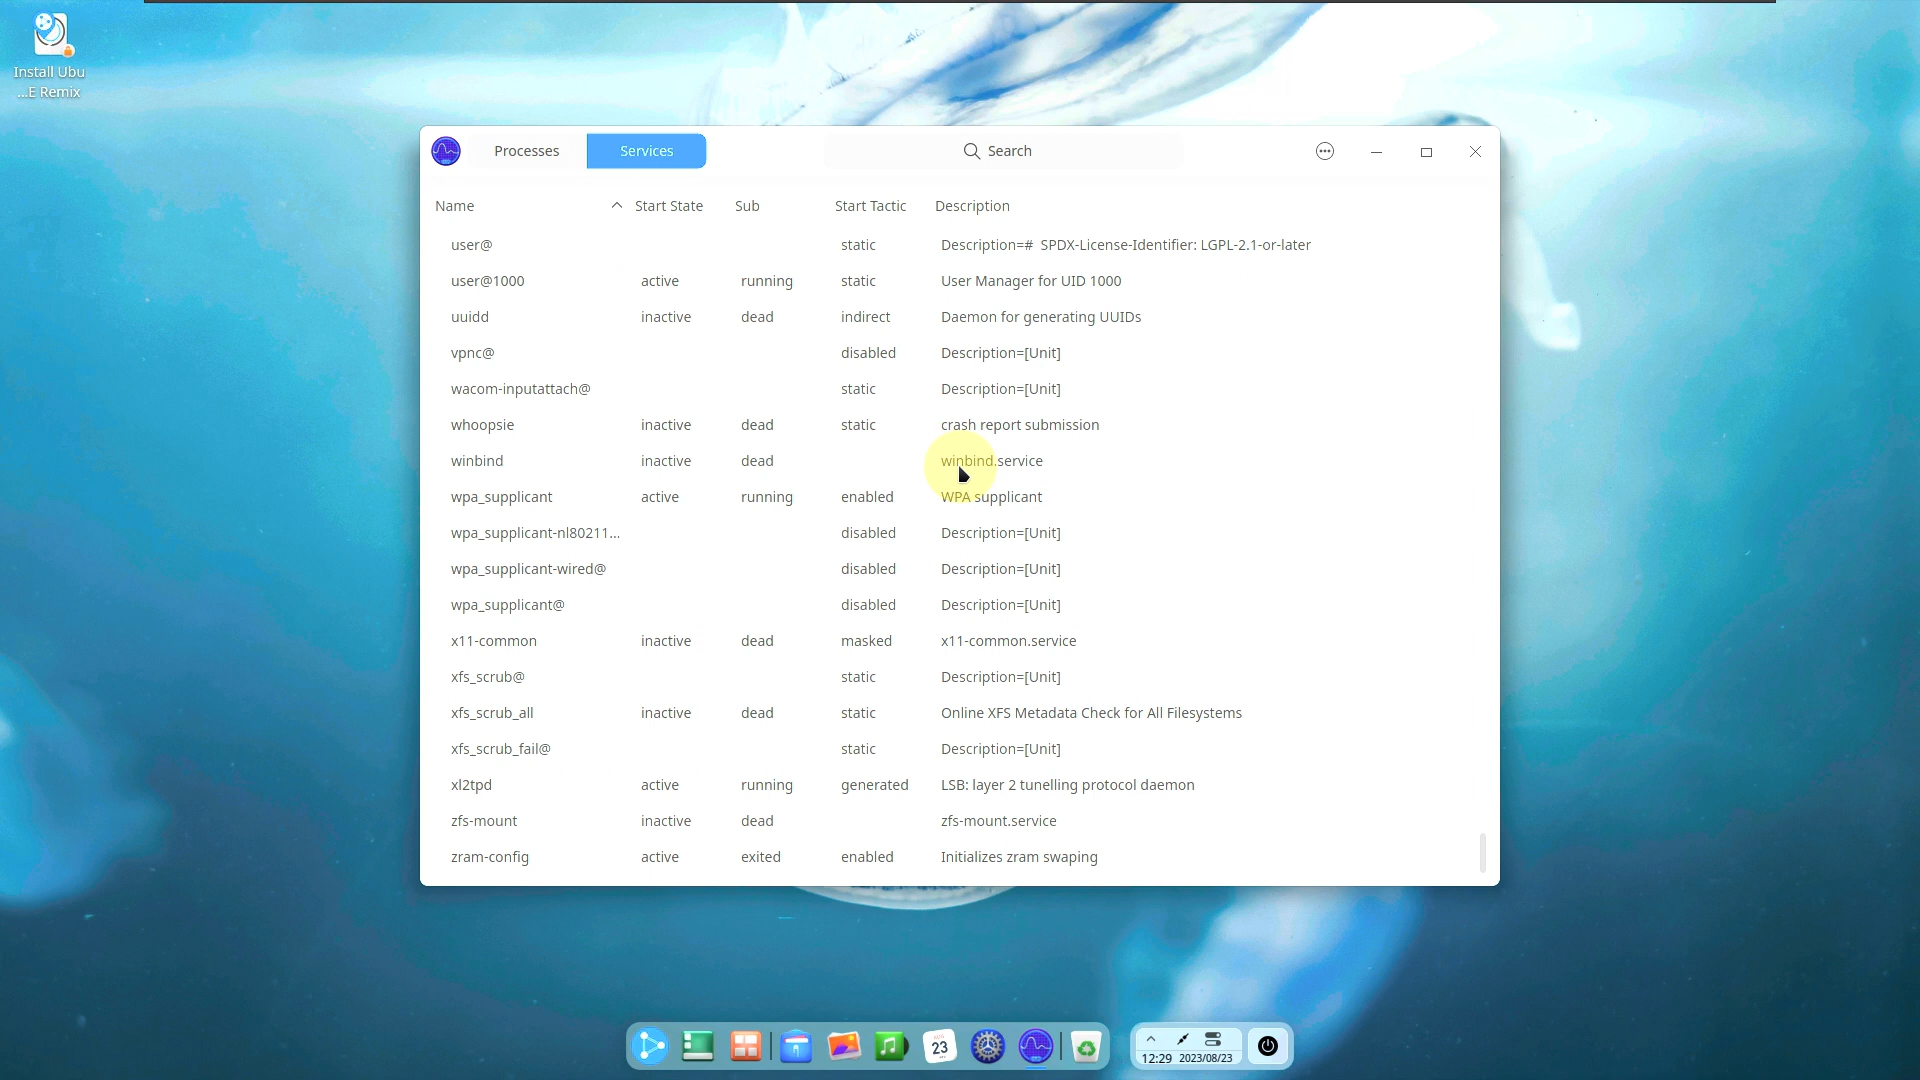 Install Ubu
...E Remix
Processes Services Search
Name Start State Sub Start Tactic Description
user@ static Description=# SPDX-License-Identifier: LGPL-2.1-or-later
user@1000 active running static User Manager for UID 1000
uuidd inactive dead indirect Daemon for generating UUIDs
vpnc@ disabled Description=[Unit]
wacom-inputattach@ static Description=[Unit]
whoopsie inactive dead static crash report submission
winbind inactive dead winbind.service
wpa_supplicant active running enabled WPA supplicant
wpa_supplicant-nl80211... disabled Description=[Unit]
wpa_supplicant-wired@ disabled Description=[Unit]
wpa_supplicant@ disabled Description=[Unit]
x11-common inactive dead masked x11-common.service
xfs_scrub@ static Description=[Unit]
xfs_scrub_all inactive dead static Online XFS Metadata Check for All Filesystems
xfs_scrub_fail@ static Description=[Unit]
xl2tpd active running generated LSB: layer 2 tunelling protocol daemon
zfs-mount inactive dead zfs-mount.service
zram-config active exited enabled Initializes zram swaping
23
12:29 2023/08/23